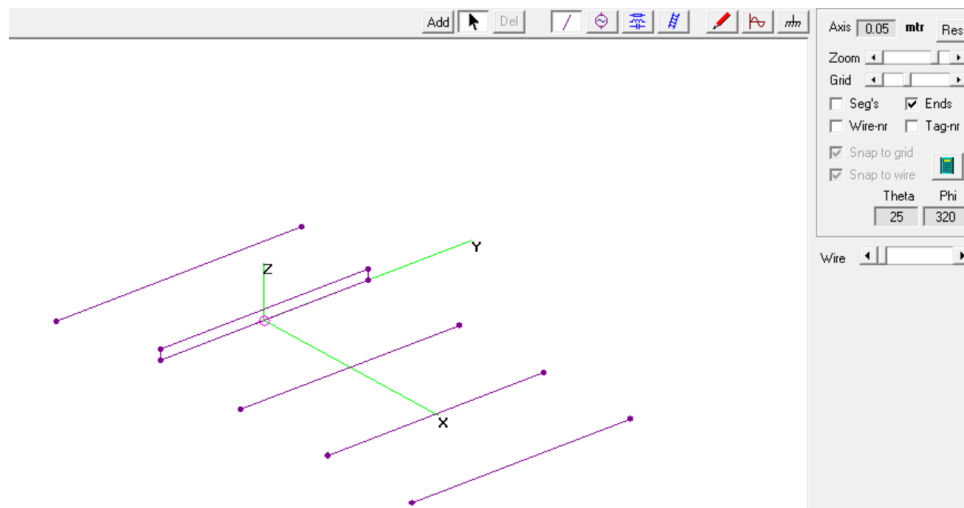 Add Del
Axis 0.05 mtr Res
Zoom
Grid
Seg's Ends
Wire-nr Tag-nr
Snap to grid
Snap to wire
Theta Phi
25 320
Wire
Z
Y
X